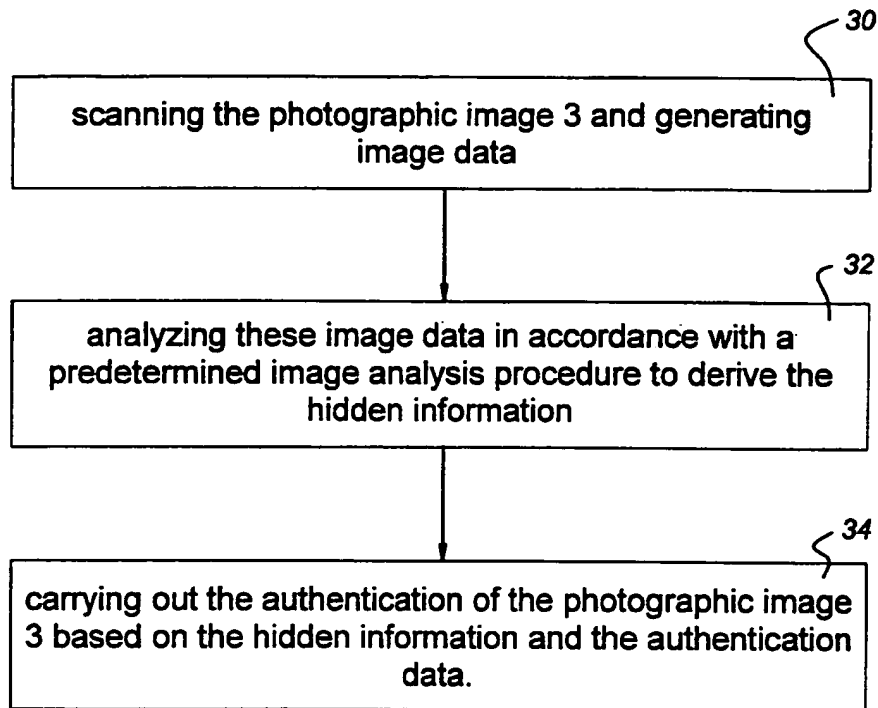 30
scanning the photographic image 3 and generating
image data
32
analyzing these image data in accordance with a
predetermined image analysis procedure to derive the
hidden information
34
carrying out the authentication of the photographic image
3 based on the hidden information and the authentication
data.